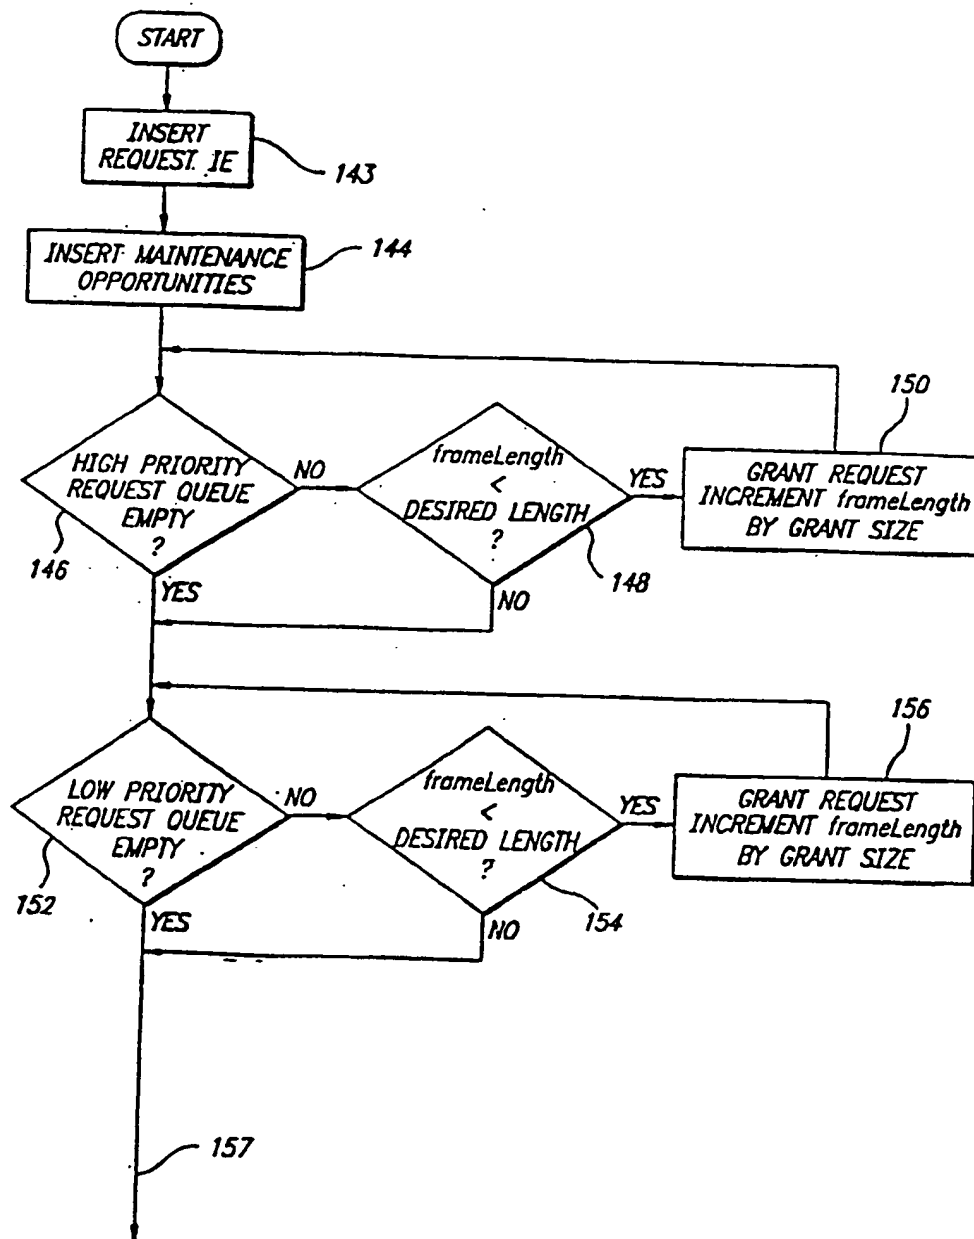 START
INSERT
REQUEST IE
143
INSERT MAINTENANCE
OPPORTUNITIES
144
HIGH PRIORITY
REQUEST QUEUE
EMPTY
?
146
NO
YES
frameLength
<
DESIRED LENGTH
?
148
YES
NO
150
GRANT REQUEST
INCREMENT frameLength
BY GRANT SIZE
LOW PRIORITY
REQUEST QUEUE
EMPTY
?
152
NO
YES
frameLength
<
DESIRED LENGTH
?
154
YES
NO
156
GRANT REQUEST
INCREMENT frameLength
BY GRANT SIZE
157